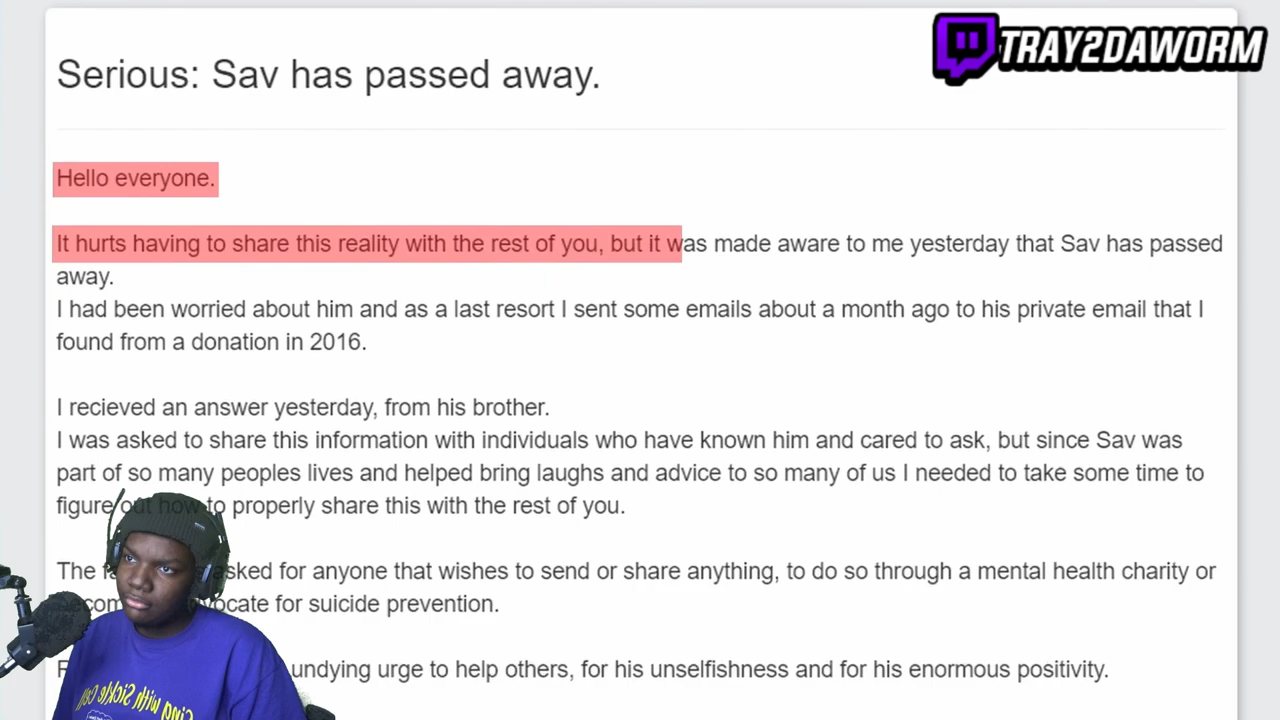 TRAY2DAWORM
Serious: Sav has passed away.
Hello everyone.
It hurts having to share this reality with the rest of you, but it was made aware to me yesterday that Sav has passed
away.
I had been worried about him and as a last resort I sent some emails about a month ago to his private email that I
found from a donation in 2016.
I recieved an answer yesterday, from his brother.
I was asked to share this information with individuals who have known him and cared to ask, but since Sav was
part of so many peoples lives and helped bring laughs and advice to so many of us I needed to take some time to
figure out how to properly share this with the rest of you.
The asked for anyone that wishes to send or share anything, to do so through a mental health charity or
for suicide prevention.
undying urge to help others, for his unselfishness and for his enormous positivity.
with Sickle Cell